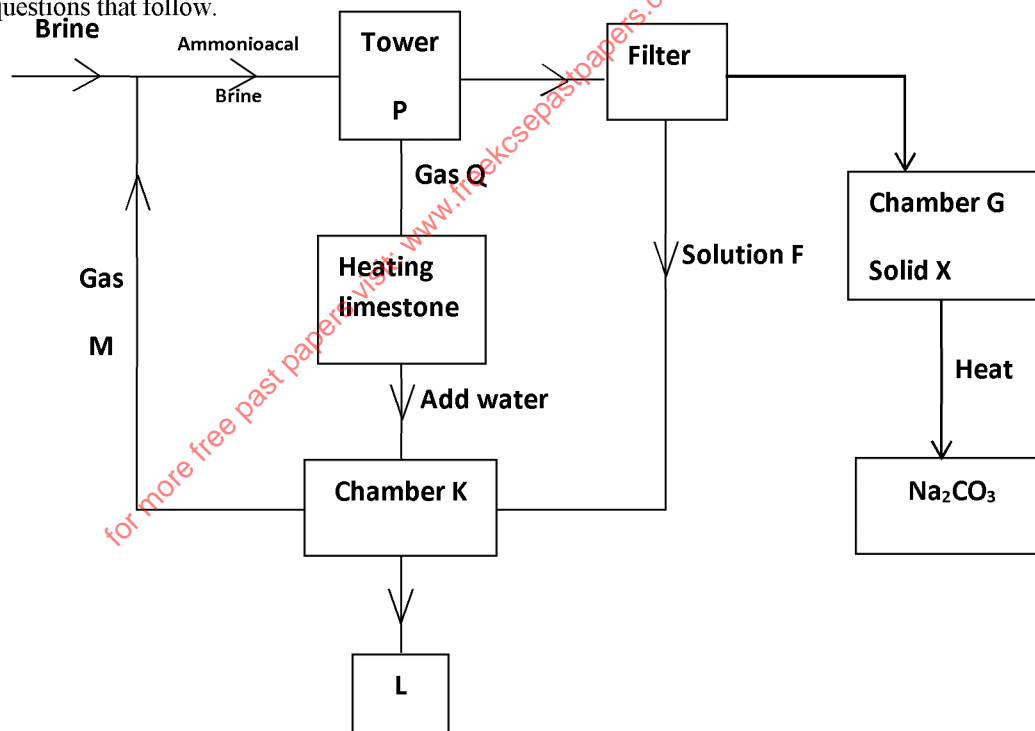 questions that follow.
Brine
Ammonioacal
Brine
Tower
P
Filter
Gas Q
Chamber G
Solid X
Heating
limestone
Solution F
Gas
M
Add water
Heat
Chamber K
Na₂CO₃
L
for more free past papers visit: www.freekcsepastpapers.c